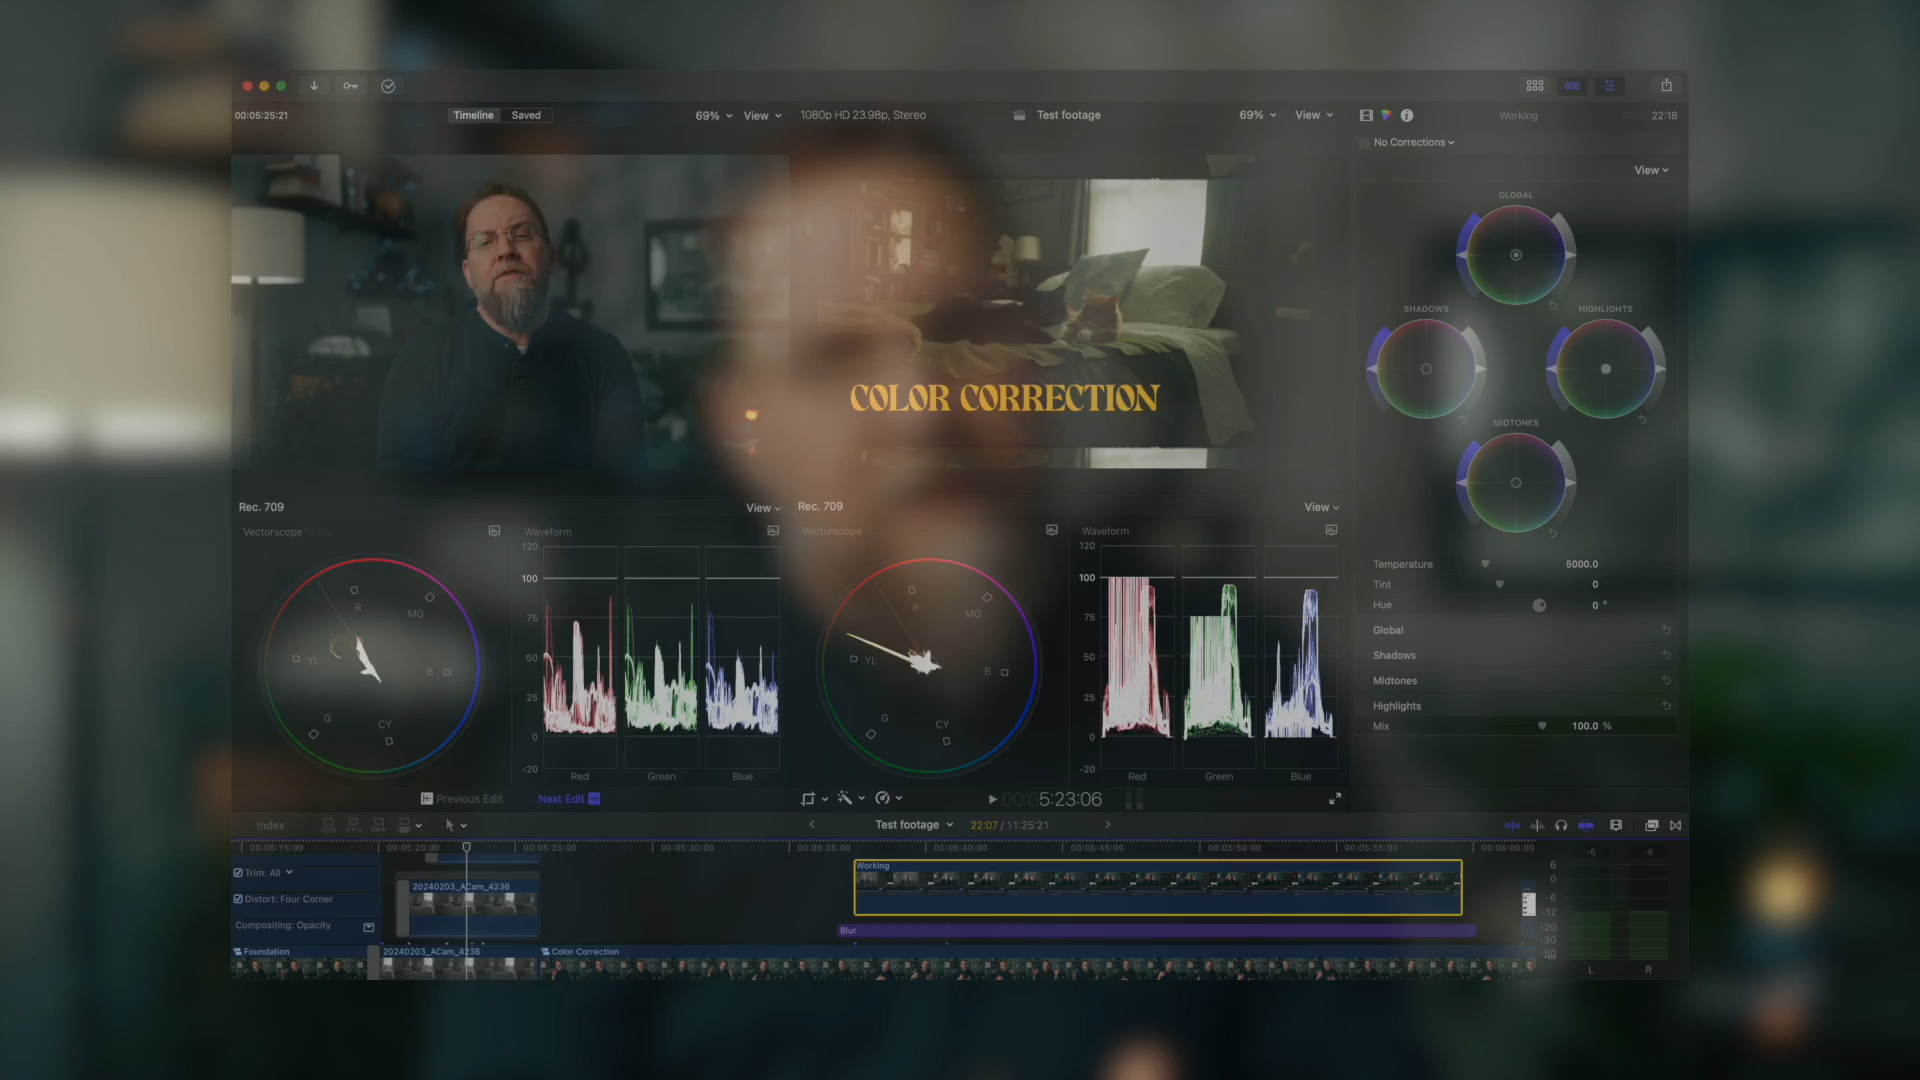 00:05:25:21
Timeline
Saved
69%
View
1080p HD 23.98p, Stereo
Test footage
69%
View
Working
22:18
No Corrections
View
GLOBAL
SHADOWS
HIGHLIGHTS
MIDTONES
COLOR CORRECTION
Rec. 709
View
Rec. 709
View
Vectorscope
Waveform
Vectorscope
Waveform
120
100
75
50
25
0
-20
R
MG
B
CY
G
YL
Red
Green
Blue
120
100
75
50
25
0
-20
R
MG
B
CY
G
YL
Red
Green
Blue
Temperature
5000.0
Tint
0
Hue
0 °
Global
Shadows
Midtones
Highlights
Mix
100.0 %
Previous Edit
Next Edit
00:05:23:06
Index
Test footage
22:07 / 11:25:21
00:05:15:00
00:05:20:00
00:05:25:00
00:05:30:00
00:05:35:00
00:05:40:00
00:05:45:00
00:05:50:00
00:05:55:00
00:06:00:00
Trim: All
Distort: Four Corner
Compositing: Opacity
20240203_ACam_4236
Working
Blur
Foundation
20240203_ACam_4236
Color Correction
-6
-6
6
0
-6
-12
-20
-30
L
R